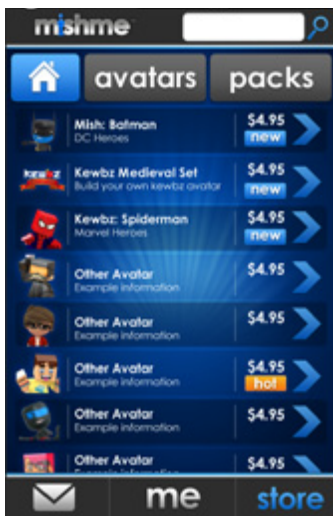 mishme
avatars
packs
Mish: Batman
DC Heroes
$4.95
new
kewbz
Kewbz Medieval Set
Build your own kewbz avatar
$4.95
new
Kewbz: Spiderman
Marvel Heroes
$4.95
new
Other Avatar
Example information
$4.95
Other Avatar
Example information
$4.95
Other Avatar
Example information
$4.95
hot
Other Avatar
Example information
$4.95
Other Avatar
Example information
$4.95
me
store